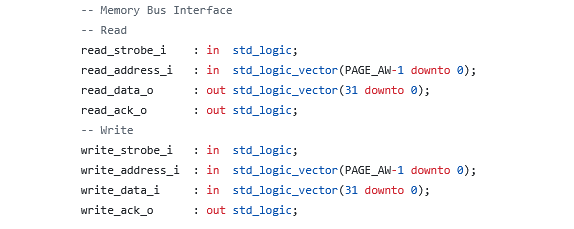 -- Memory Bus Interface
-- Read
read_strobe_i    : in  std_logic;
read_address_i   : in  std_logic_vector(PAGE_AW-1 downto 0);
read_data_o      : out std_logic_vector(31 downto 0);
read_ack_o       : out std_logic;
-- Write
write_strobe_i   : in  std_logic;
write_address_i  : in  std_logic_vector(PAGE_AW-1 downto 0);
write_data_i     : in  std_logic_vector(31 downto 0);
write_ack_o      : out std_logic;